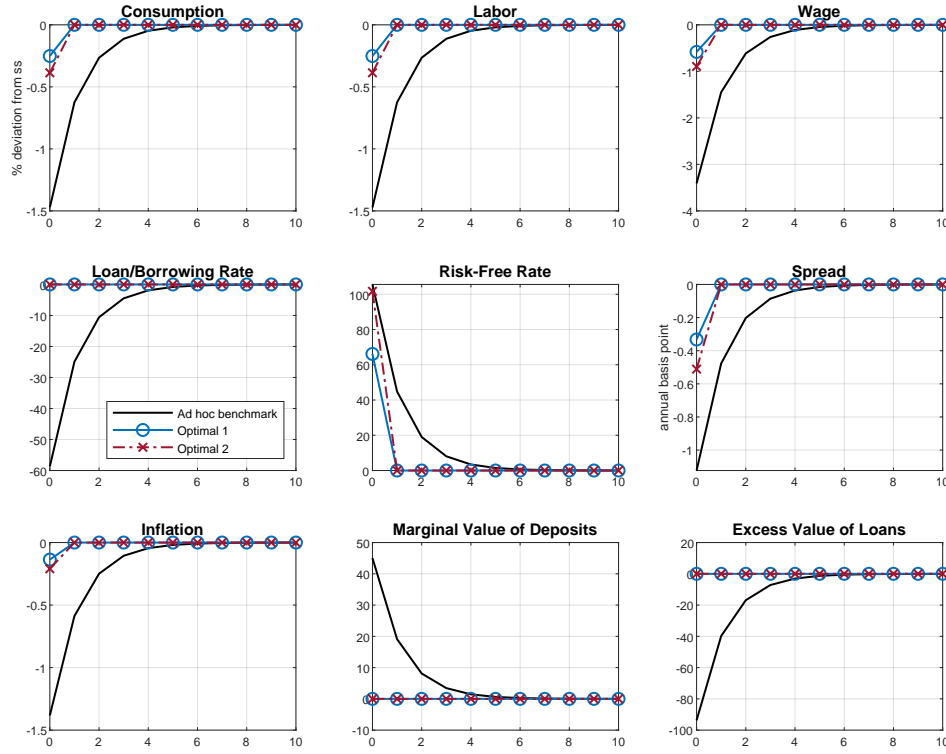 Consumption
Labor
Wage
0
-0.5
-1
-1.5
0 2 4 6 8 10
% deviation from ss
0
-0.5
-1
-1.5
0 2 4 6 8 10
0
-1
-2
-3
-4
0 2 4 6 8 10
Loan/Borrowing Rate
Risk-Free Rate
Spread
0
-10
-20
-30
-40
-50
-60
0 2 4 6 8 10
Ad hoc benchmark
Optimal 1
Optimal 2
100
80
60
40
20
0
0 2 4 6 8 10
0
-0.2
-0.4
-0.6
-0.8
-1
0 2 4 6 8 10
annual basis point
Inflation
Marginal Value of Deposits
Excess Value of Loans
0
-0.5
-1
-1.5
0 2 4 6 8 10
50
40
30
20
10
0
-10
0 2 4 6 8 10
20
0
-20
-40
-60
-80
-100
0 2 4 6 8 10